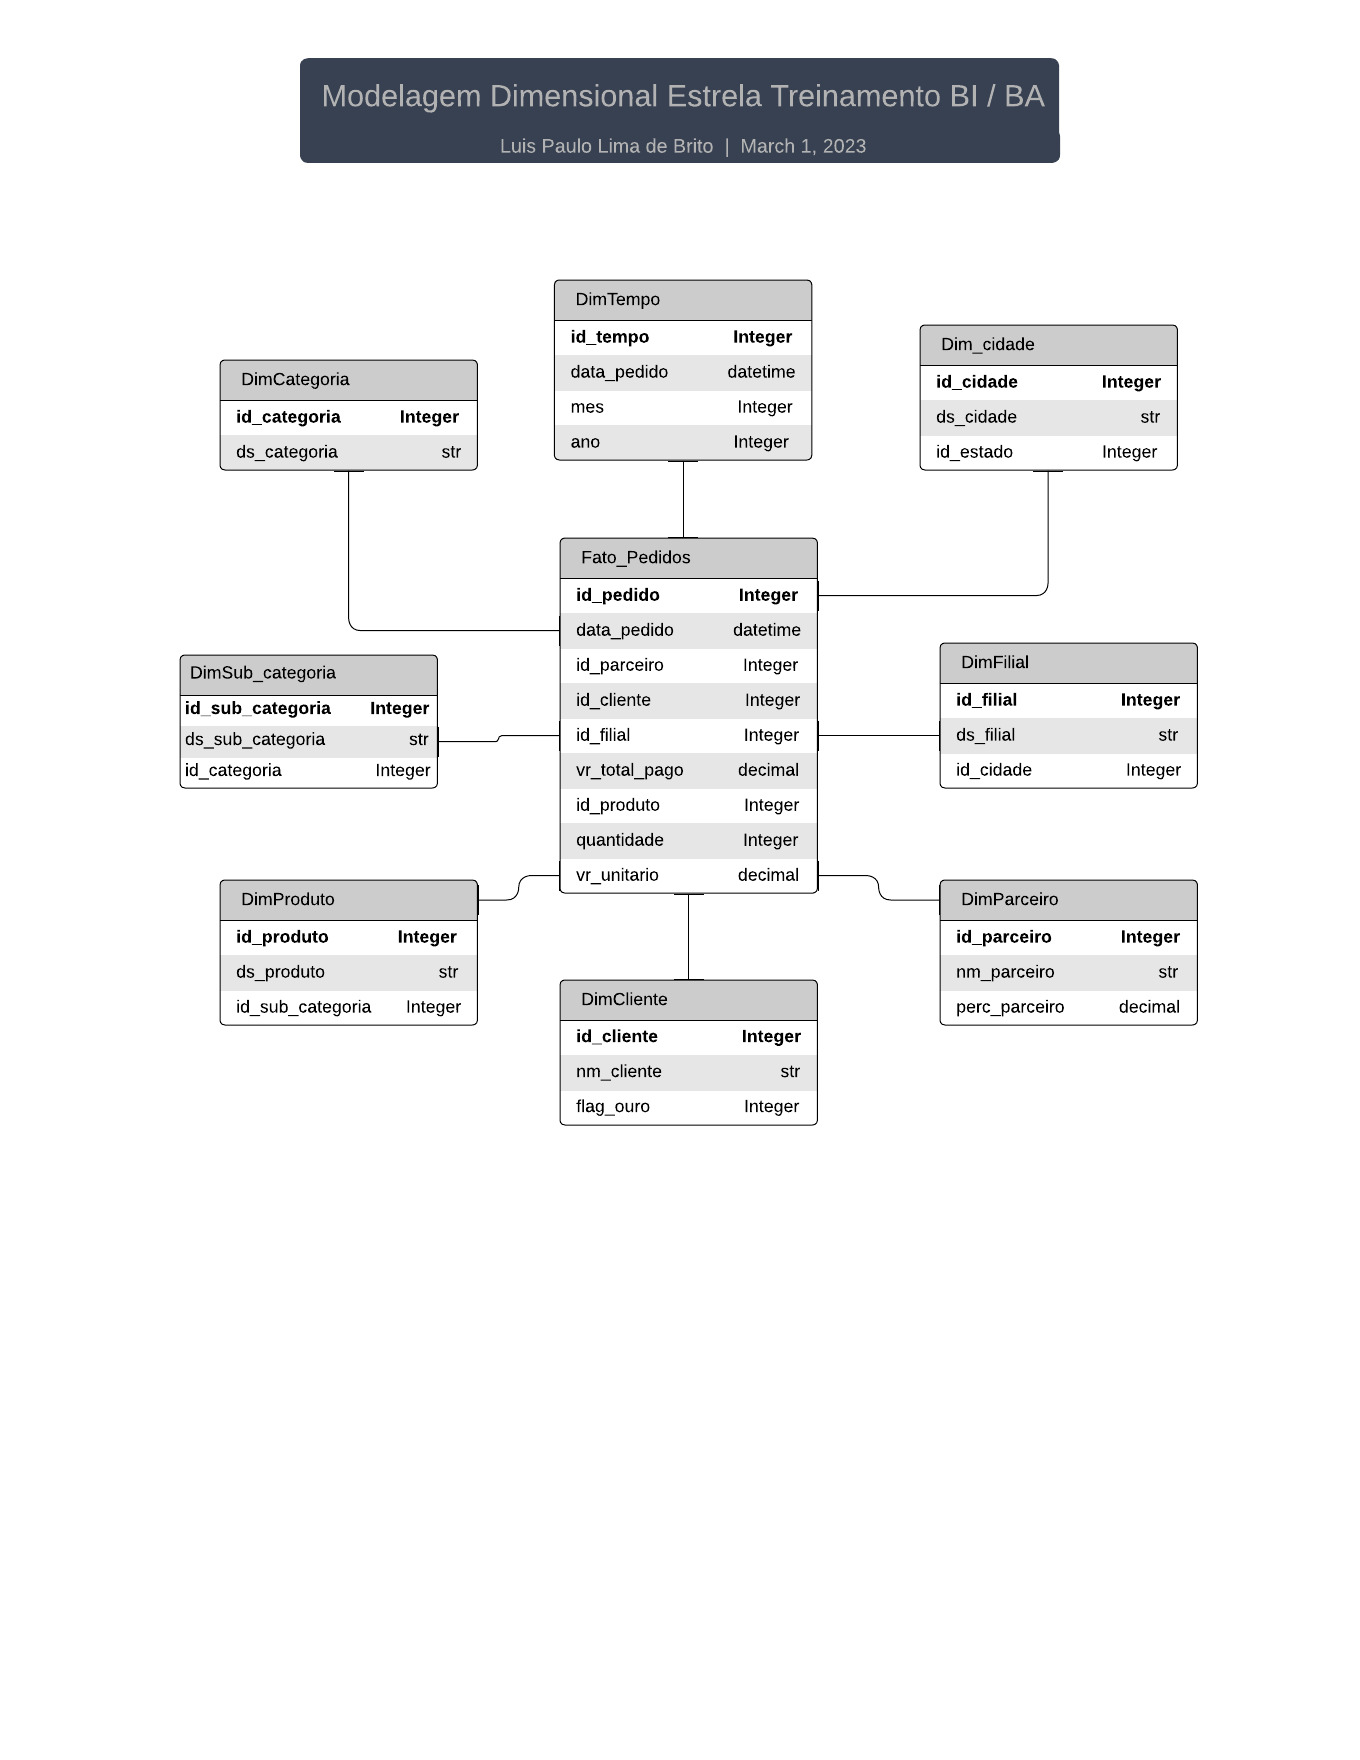 Modelagem Dimensional Estrela Treinamento BI / BA
Luis Paulo Lima de Brito | March 1, 2023
DimTempo
id_tempo Integer
data_pedido datetime
mes Integer
ano Integer
Dim_cidade
id_cidade Integer
ds_cidade str
id_estado Integer
DimCategoria
id_categoria Integer
ds_categoria str
Fato_Pedidos
id_pedido Integer
data_pedido datetime
id_parceiro Integer
id_cliente Integer
id_filial Integer
vr_total_pago decimal
id_produto Integer
quantidade Integer
vr_unitario decimal
DimSub_categoria
id_sub_categoria Integer
ds_sub_categoria str
id_categoria Integer
DimFilial
id_filial Integer
ds_filial str
id_cidade Integer
DimProduto
id_produto Integer
ds_produto str
id_sub_categoria Integer
DimParceiro
id_parceiro Integer
nm_parceiro str
perc_parceiro decimal
DimCliente
id_cliente Integer
nm_cliente str
flag_ouro Integer